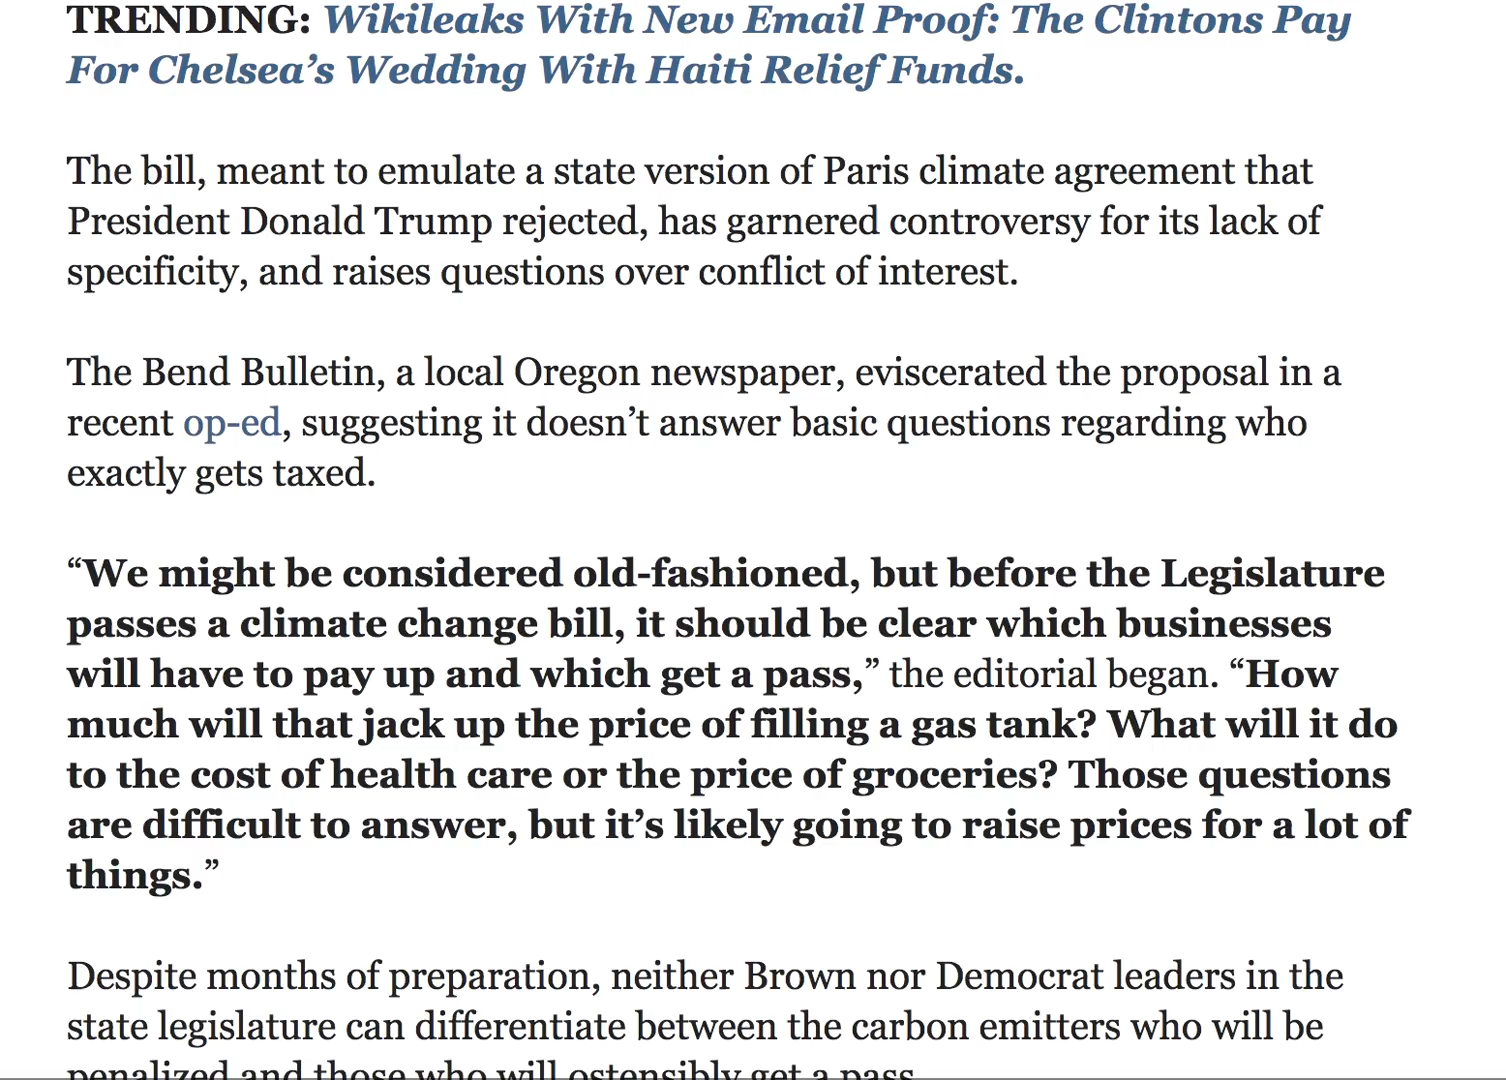 TRENDING: Wikileaks With New Email Proof: The Clintons Pay
For Chelsea’s Wedding With Haiti Relief Funds.
The bill, meant to emulate a state version of Paris climate agreement that
President Donald Trump rejected, has garnered controversy for its lack of
specificity, and raises questions over conflict of interest.
The Bend Bulletin, a local Oregon newspaper, eviscerated the proposal in a
recent op-ed, suggesting it doesn’t answer basic questions regarding who
exactly gets taxed.
“We might be considered old-fashioned, but before the Legislature
passes a climate change bill, it should be clear which businesses
will have to pay up and which get a pass,” the editorial began. “How
much will that jack up the price of filling a gas tank? What will it do
to the cost of health care or the price of groceries? Those questions
are difficult to answer, but it’s likely going to raise prices for a lot of
things.”
Despite months of preparation, neither Brown nor Democrat leaders in the
state legislature can differentiate between the carbon emitters who will be
penalized and those who will ostensibly get a pass